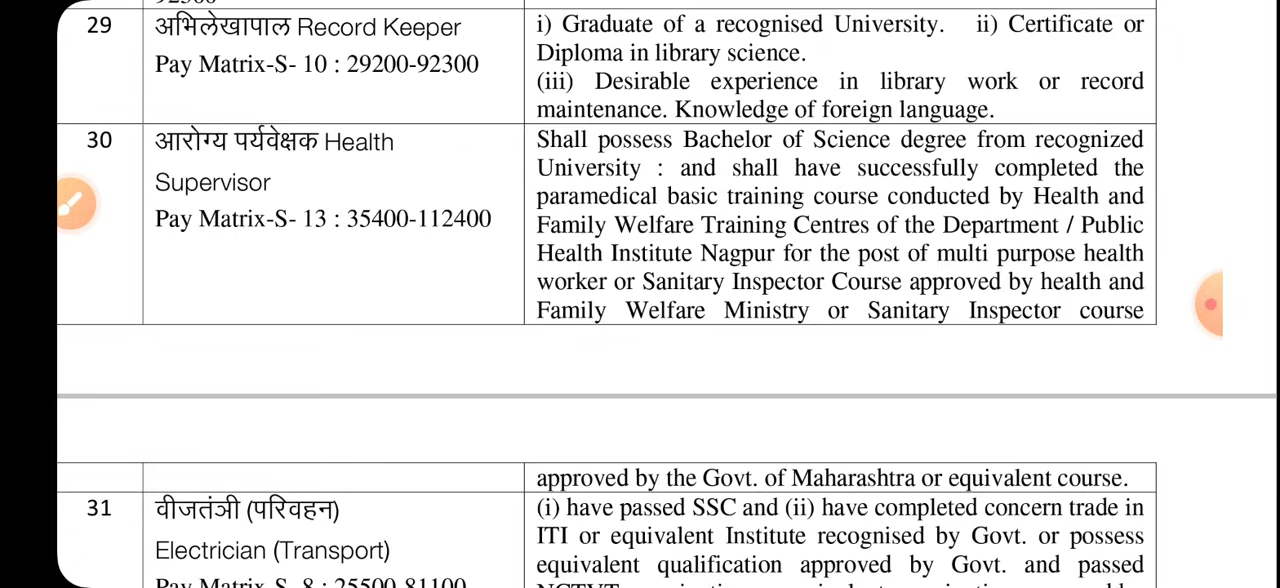 29
अभिलेखापाल Record Keeper
Pay Matrix-S- 10 : 29200-92300
i) Graduate of a recognised University. ii) Certificate or
Diploma in library science.
(iii) Desirable experience in library work or record
maintenance. Knowledge of foreign language.
30
आरोग्य पर्यवेक्षक Health
Supervisor
Pay Matrix-S- 13 : 35400-112400
Shall possess Bachelor of Science degree from recognized
University : and shall have successfully completed the
paramedical basic training course conducted by Health and
Family Welfare Training Centres of the Department / Public
Health Institute Nagpur for the post of multi purpose health
worker or Sanitary Inspector Course approved by health and
Family Welfare Ministry or Sanitary Inspector course
approved by the Govt. of Maharashtra or equivalent course.
31
वीजतंत्री (परिवहन)
Electrician (Transport)
Pay Matrix-S- 8 : 25500-81100
(i) have passed SSC and (ii) have completed concern trade in
ITI or equivalent Institute recognised by Govt. or possess
equivalent qualification approved by Govt. and passed